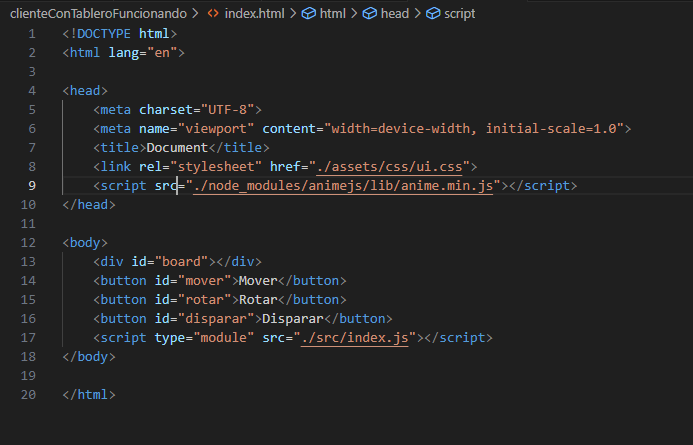 clienteConTableroFuncionando > <> index.html > html > head > script
1 <!DOCTYPE html>
2 <html lang="en">
3
4 <head>
5 <meta charset="UTF-8">
6 <meta name="viewport" content="width=device-width, initial-scale=1.0">
7 <title>Document</title>
8 <link rel="stylesheet" href="./assets/css/ui.css">
9 <script src="./node_modules/animejs/lib/anime.min.js"></script>
10 </head>
11
12 <body>
13 <div id="board"></div>
14 <button id="mover">Mover</button>
15 <button id="rotar">Rotar</button>
16 <button id="disparar">Disparar</button>
17 <script type="module" src="./src/index.js"></script>
18 </body>
19
20 </html>